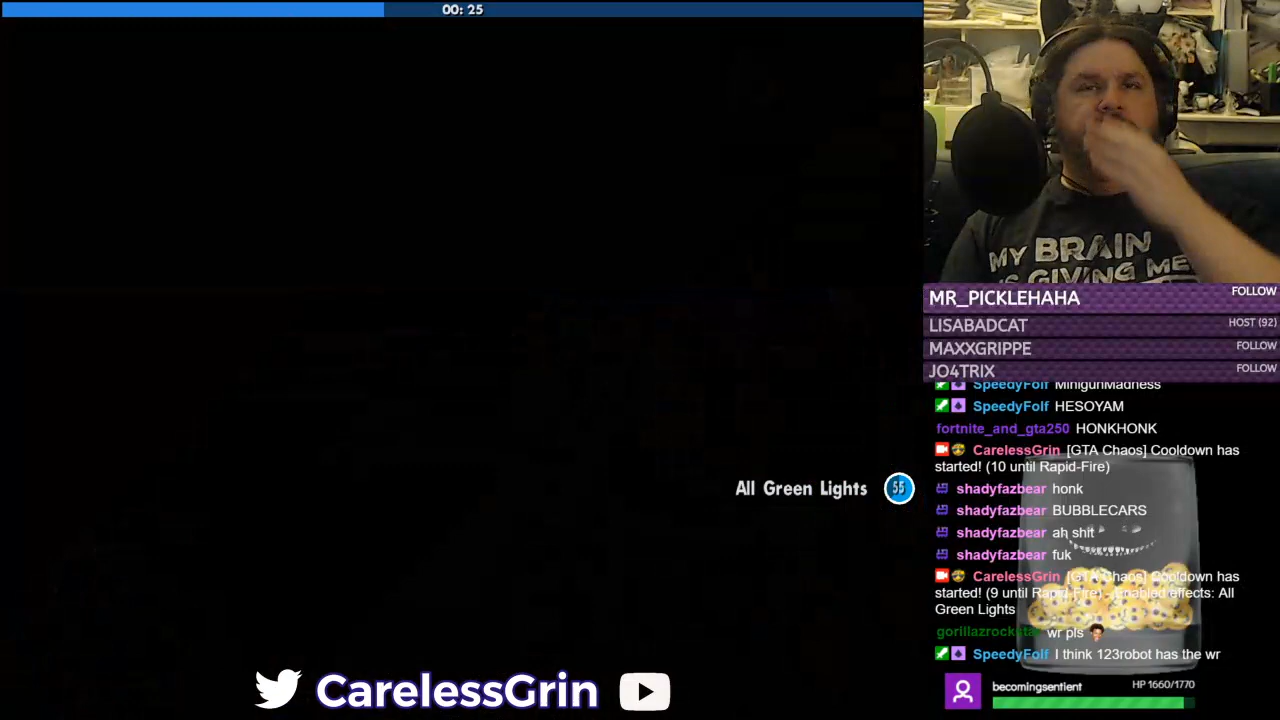 00: 25
MY BRAIN
IS GIVING ME
MR_PICKLEHAHA FOLLOW
LISABADCAT HOST (92)
MAXXGRIPPE FOLLOW
JO4TRIX FOLLOW
SpeedyFolf MinigunMadness
SpeedyFolf HESOYAM
fortnite_and_gta250 HONKHONK
CarelessGrin [GTA Chaos] Cooldown has
started! (10 until Rapid-Fire)
All Green Lights 55
shadyfazbear honk
shadyfazbear BUBBLECARS
shadyfazbear ah shit
shadyfazbear fuk
CarelessGrin [GTA Chaos] Cooldown has
started! (9 until Rapid-Fire) - Enabled effects: All
Green Lights
wr pls
SpeedyFolf I think 123robot has the wr
CarelessGrin
becomingsentient HP 1660/1770